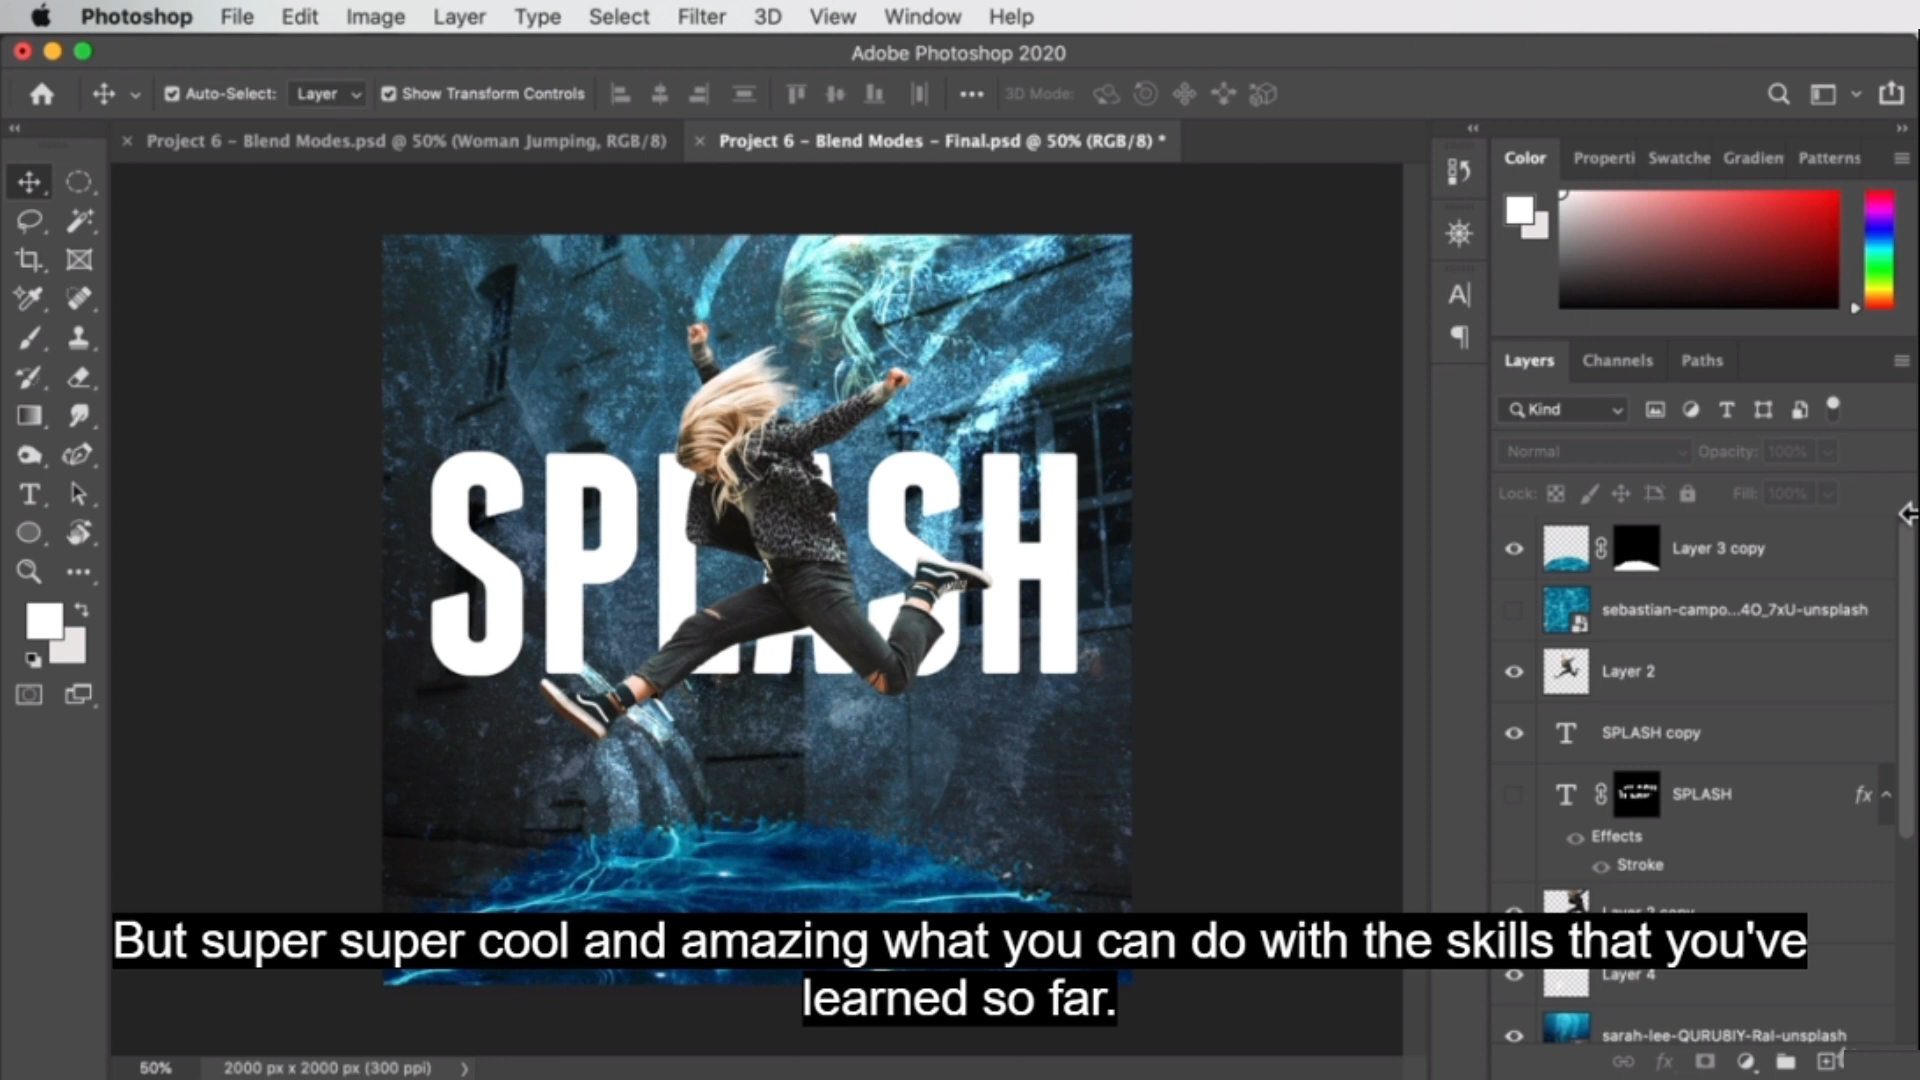 Photoshop File Edit Image Layer Type Select Filter 3D View Window Help
Adobe Photoshop 2020
Auto-Select: Layer Show Transform Controls 3D Mode:
Project 6 – Blend Modes.psd @ 50% (Woman Jumping, RGB/8) Project 6 – Blend Modes – Final.psd @ 50% (RGB/8) *
Color Properti Swatche Gradien Patterns
Layers Channels Paths
Kind
Normal Opacity: 100%
Lock: Fill: 100%
SPLASH
Layer 3 copy
sebastian-campo...4O_7xU-unsplash
Layer 2
SPLASH copy
SPLASH fx
Effects
Stroke
Layer 2 copy
But super super cool and amazing what you can do with the skills that you've
learned so far.
Layer 4
sarah-lee-QURU8IY-RaI-unsplash
50% 2000 px x 2000 px (300 ppi)
fx